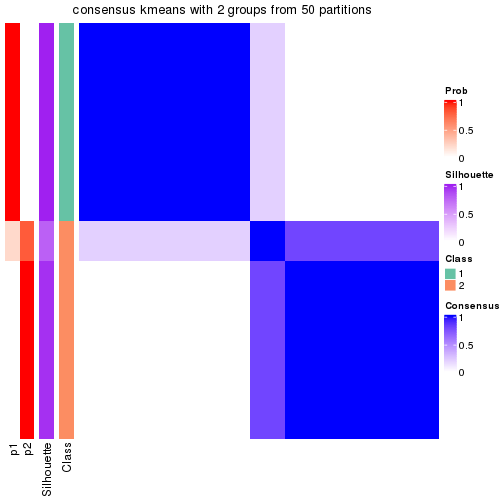 consensus kmeans with 2 groups from 50 partitions
Prob
1
0.5
0
Silhouette
1
0.5
0
Class
1
2
Consensus
1
0.5
0
p1
p2
Silhouette
Class